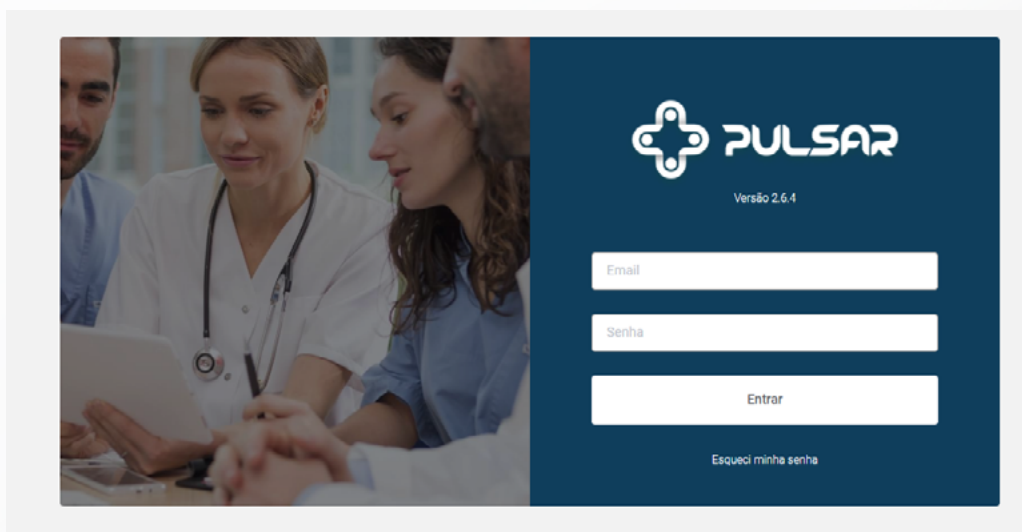 PULSAR
Versão 2.6.4
Email
Senha
Entrar
Esqueci minha senha